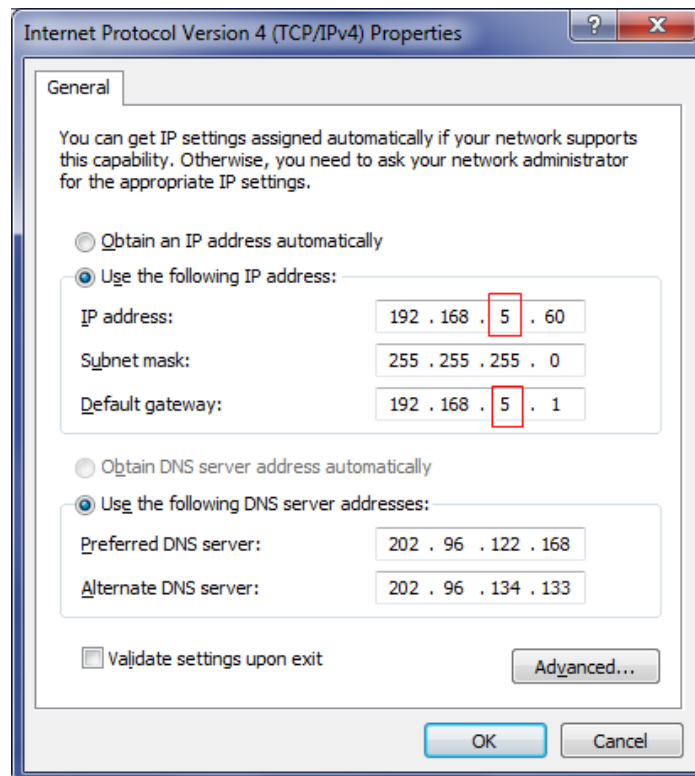 Internet Protocol Version 4 (TCP/IPv4) Properties
?
X
General
You can get IP settings assigned automatically if your network supports
this capability. Otherwise, you need to ask your network administrator
for the appropriate IP settings.
Obtain an IP address automatically
Use the following IP address:
IP address: 192 . 168 . 5 . 60
Subnet mask: 255 . 255 . 255 . 0
Default gateway: 192 . 168 . 5 . 1
Obtain DNS server address automatically
Use the following DNS server addresses:
Preferred DNS server: 202 . 96 . 122 . 168
Alternate DNS server: 202 . 96 . 134 . 133
Validate settings upon exit
Advanced...
OK Cancel